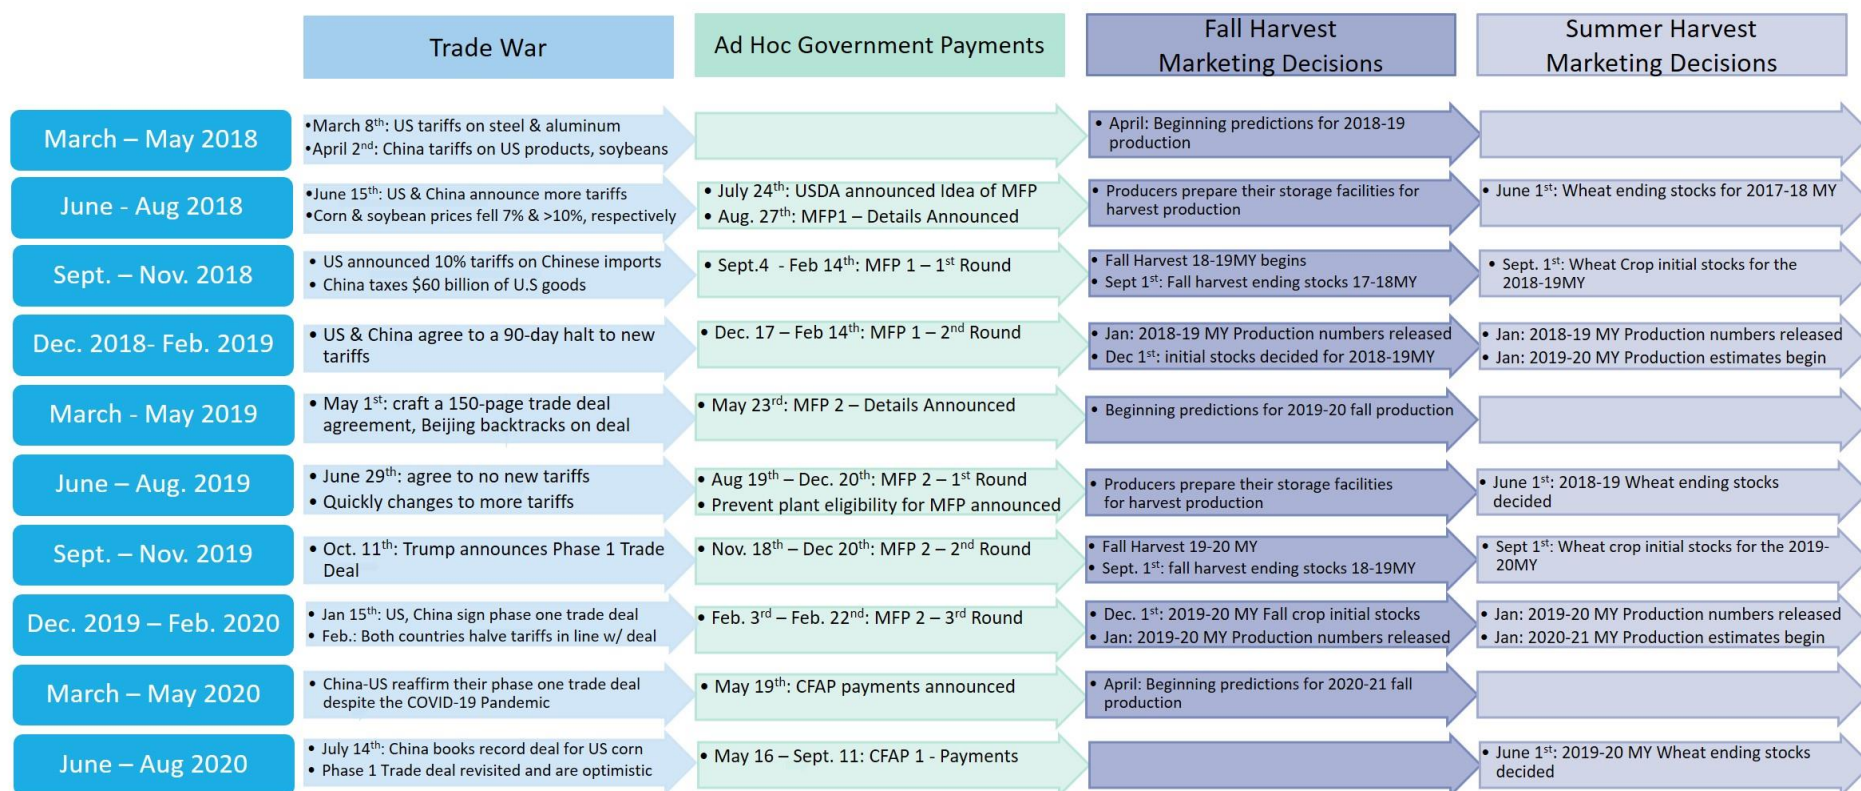 Trade War
Ad Hoc Government Payments
Fall Harvest
Marketing Decisions
Summer Harvest
Marketing Decisions
March – May 2018
•March 8th: US tariffs on steel & aluminum
•April 2nd: China tariffs on US products, soybeans
• April: Beginning predictions for 2018-19
production
June - Aug 2018
•June 15th: US & China announce more tariffs
•Corn & soybean prices fell 7% & >10%, respectively
• July 24th: USDA announced Idea of MFP
• Aug. 27th: MFP1 – Details Announced
• Producers prepare their storage facilities for
harvest production
• June 1st: Wheat ending stocks for 2017-18 MY
Sept. – Nov. 2018
• US announced 10% tariffs on Chinese imports
• China taxes $60 billion of U.S goods
• Sept.4 - Feb 14th: MFP 1 – 1st Round
• Fall Harvest 18-19MY begins
• Sept 1st: Fall harvest ending stocks 17-18MY
• Sept. 1st: Wheat Crop initial stocks for the
2018-19MY
Dec. 2018- Feb. 2019
• US & China agree to a 90-day halt to new
tariffs
• Dec. 17 – Feb 14th: MFP 1 – 2nd Round
• Jan: 2018-19 MY Production numbers released
• Dec 1st: initial stocks decided for 2018-19MY
• Jan: 2018-19 MY Production numbers released
• Jan: 2019-20 MY Production estimates begin
March - May 2019
• May 1st: craft a 150-page trade deal
agreement, Beijing backtracks on deal
• May 23rd: MFP 2 – Details Announced
• Beginning predictions for 2019-20 fall production
June – Aug. 2019
• June 29th: agree to no new tariffs
• Quickly changes to more tariffs
• Aug 19th – Dec. 20th: MFP 2 – 1st Round
• Prevent plant eligibility for MFP announced
• Producers prepare their storage facilities
for harvest production
• June 1st: 2018-19 Wheat ending stocks
decided
Sept. – Nov. 2019
• Oct. 11th: Trump announces Phase 1 Trade
Deal
• Nov. 18th – Dec 20th: MFP 2 – 2nd Round
• Fall Harvest 19-20 MY
• Sept. 1st: fall harvest ending stocks 18-19MY
• Sept 1st: Wheat crop initial stocks for the 2019-
20MY
Dec. 2019 – Feb. 2020
• Jan 15th: US, China sign phase one trade deal
• Feb.: Both countries halve tariffs in line w/ deal
• Feb. 3rd – Feb. 22nd: MFP 2 – 3rd Round
• Dec. 1st: 2019-20 MY Fall crop initial stocks
• Jan: 2019-20 MY Production numbers released
• Jan: 2019-20 MY Production numbers released
• Jan: 2020-21 MY Production estimates begin
March – May 2020
• China-US reaffirm their phase one trade deal
despite the COVID-19 Pandemic
• May 19th: CFAP payments announced
• April: Beginning predictions for 2020-21 fall
production
June – Aug 2020
• July 14th: China books record deal for US corn
• Phase 1 Trade deal revisited and are optimistic
• May 16 – Sept. 11: CFAP 1 - Payments
• June 1st: 2019-20 MY Wheat ending stocks
decided